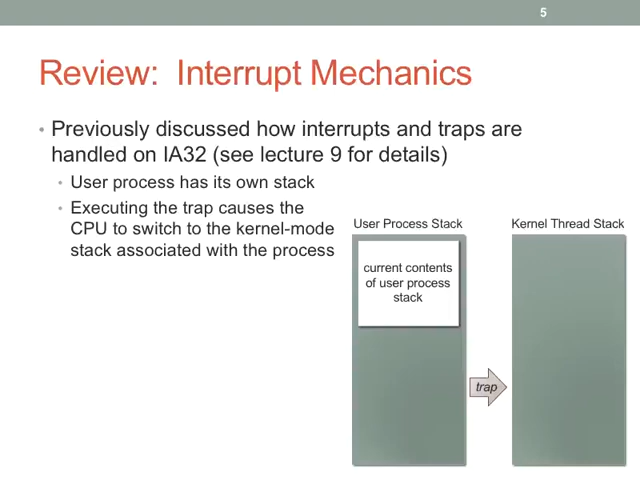 5
Review: Interrupt Mechanics
• Previously discussed how interrupts and traps are
handled on IA32 (see lecture 9 for details)
• User process has its own stack
• Executing the trap causes the
CPU to switch to the kernel-mode
stack associated with the process
User Process Stack
Kernel Thread Stack
current contents
of user process
stack
trap